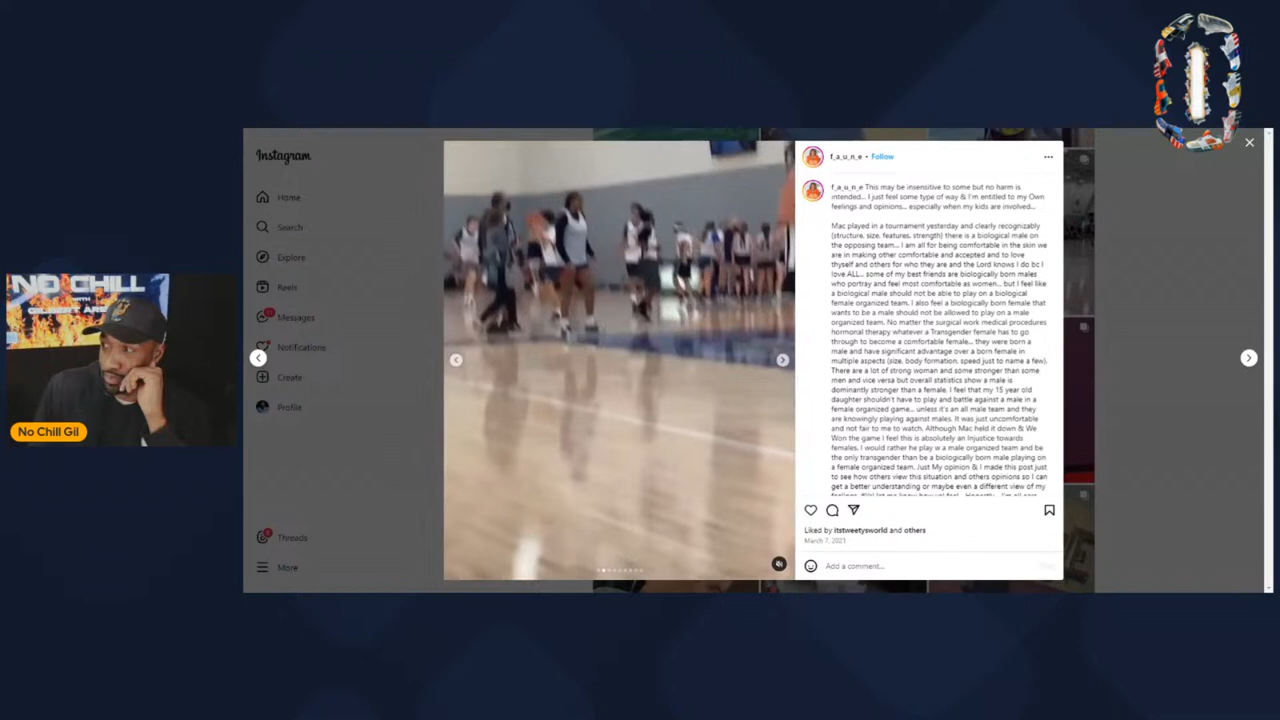 Instagram
Home
Search
Explore
Reels
Messages
Notifications
Create
Profile
Threads
More
NO CHILL
WITH
GILBERT ARE
No Chill Gil
f_a_u_n_e • Follow
f_a_u_n_e This may be insensitive to some but no harm is
intended... I just feel some type of way & I'm entitled to my Own
feelings and opinions... especially when my kids are involved...
Mac played in a tournament yesterday and clearly recognizably
(structure, size, features, strength) there is a biological male on
the opposing team... I am all for being comfortable in the skin we
are in making other comfortable and accepted and to love
thyself and others for who they are and the Lord knows I do bc I
love ALL... some of my best friends are biologically born males
who portray and feel most comfortable as women... but I feel like
a biological male should not be able to play on a biological
female organized team. I also feel a biologically born female that
wants to be a male should not be allowed to play on a male
organized team. No matter the surgical work medical procedures
hormonal therapy whatever a Transgender female has to go
through to become a comfortable female... they were born a
male and have significant advantage over a born female in
multiple aspects (size, body formation, speed just to name a few).
There are a lot of strong woman and some stronger than some
men and vice versa but overall statistics show a male is
dominantly stronger than a female. I feel that my 15 year old
daughter shouldn't have to play and battle against a male in a
female organized game... unless it's an all male team and they
are knowingly playing against males. It was just uncomfortable
and not fair to me to watch. Although Mac held it down & We
Won the game I feel this is absolutely an Injustice towards
females. I would rather he play w a male organized team and be
the only transgender than be a biologically born male playing on
a female organized team. Just My opinion & I made this post just
to see how others view this situation and others opinions so I can
get a better understanding or maybe even a different view of my
Liked by itstweetysworld and others
March 7, 2021
Add a comment...